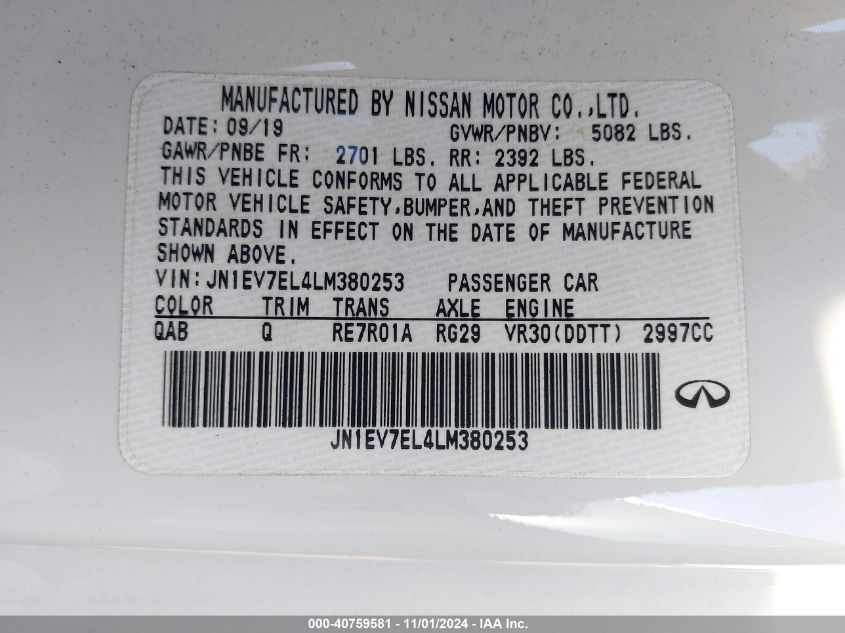 MANUFACTURED BY NISSAN MOTOR CO.,LTD.
DATE: 09/19 GVWR/PNBV: 5082 LBS.
GAWR/PNBE FR: 2701 LBS. RR: 2392 LBS.
THIS VEHICLE CONFORMS TO ALL APPLICABLE FEDERAL
MOTOR VEHICLE SAFETY,BUMPER,AND THEFT PREVENTION
STANDARDS IN EFFECT ON THE DATE OF MANUFACTURE
SHOWN ABOVE.
VIN:JN1EV7EL4LM380253 PASSENGER CAR
COLOR TRIM TRANS AXLE ENGINE
QAB Q RE7R01A RG29 VR30(DDTT) 2997CC
JN1EV7EL4LM380253
000-40759581 - 11/01/2024 - IAA Inc.